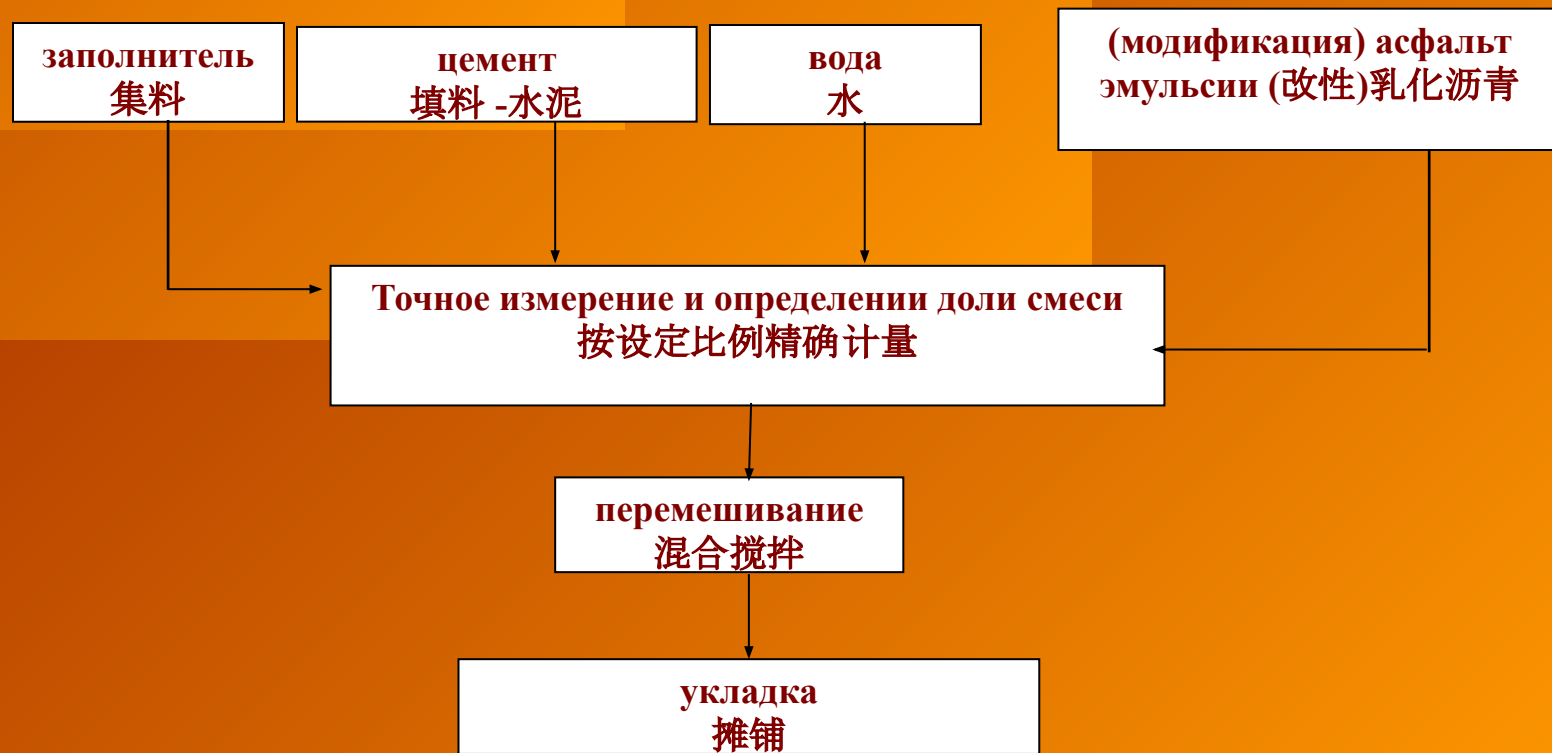 заполнитель
集料
цемент
填料 -水泥
вода
水
(модификация) асфальт
эмульсии (改性)乳化沥青
Точное измерение и определении доли смеси
按设定比例精确计量
перемешивание
混合搅拌
укладка
摊铺